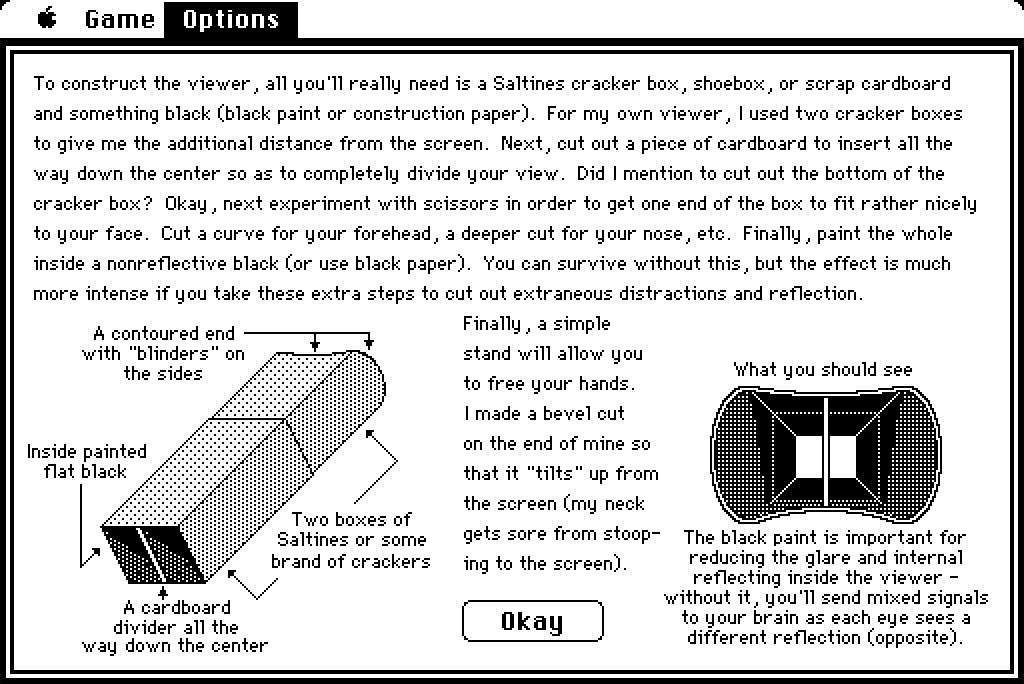 Game Options
To construct the viewer, all you'll really need is a Saltines cracker box, shoebox, or scrap cardboard
and something black (black paint or construction paper). For my own viewer, I used two cracker boxes
to give me the additional distance from the screen. Next, cut out a piece of cardboard to insert all the
way down the center so as to completely divide your view. Did I mention to cut out the bottom of the
cracker box? Okay, next experiment with scissors in order to get one end of the box to fit rather nicely
to your face. Cut a curve for your forehead, a deeper cut for your nose, etc. Finally, paint the whole
inside a nonreflective black (or use black paper). You can survive without this, but the effect is much
more intense if you take these extra steps to cut out extraneous distractions and reflection.
A contoured end
with "blinders" on
the sides
Inside painted
flat black
Two boxes of
Saltines or some
brand of crackers
A cardboard
divider all the
way down the center
Finally, a simple
stand will allow you
to free your hands.
I made a bevel cut
on the end of mine so
that it "tilts" up from
the screen (my neck
gets sore from stoop-
ing to the screen).
Okay
What you should see
The black paint is important for
reducing the glare and internal
reflecting inside the viewer -
without it, you'll send mixed signals
to your brain as each eye sees a
different reflection (opposite).